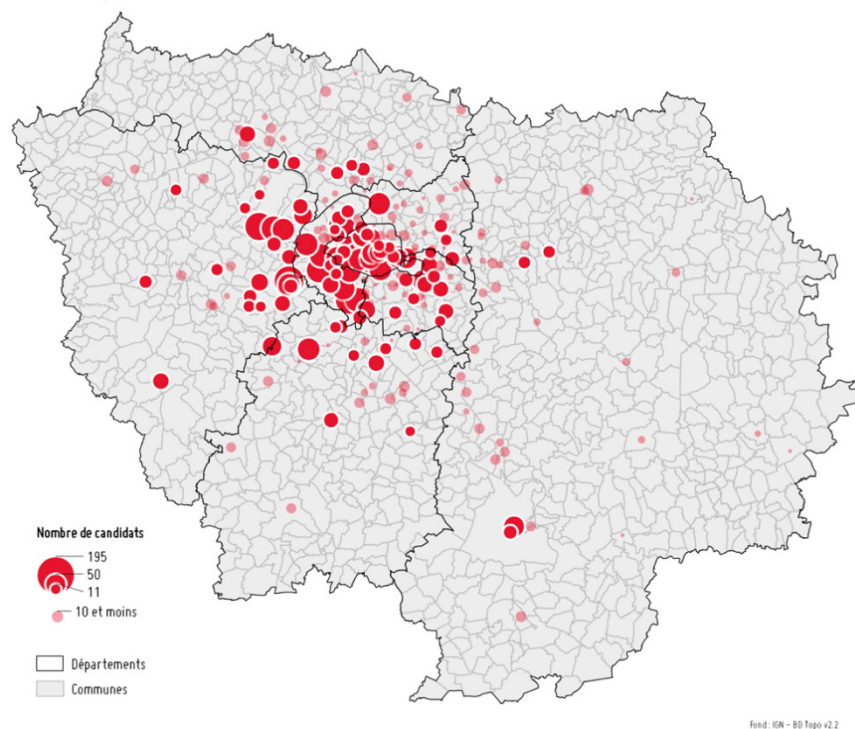 Nombre de candidats
195
50
11
10 et moins
Départements
Communes
Fond : IGN - BD Topo v2.2